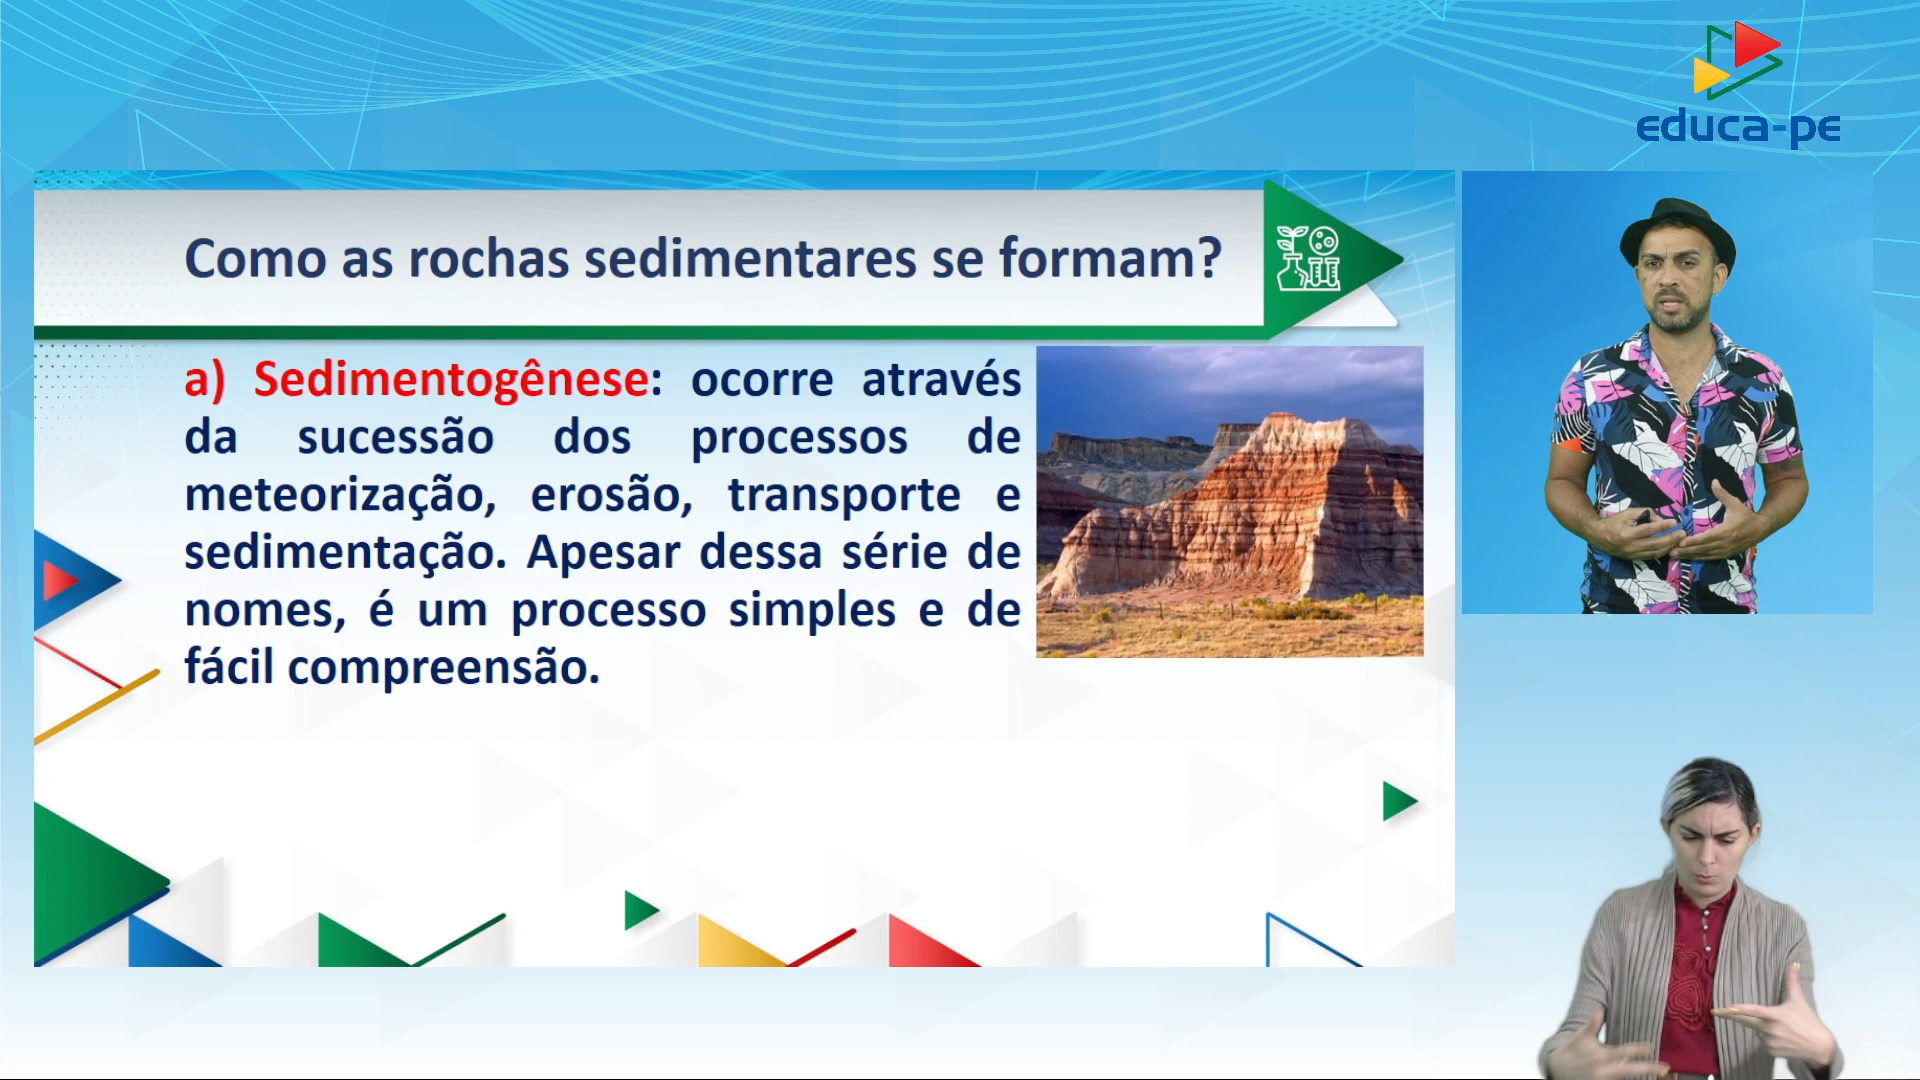 educa-pe
Como as rochas sedimentares se formam?
a) Sedimentogênese: ocorre através
da sucessão dos processos de
meteorização, erosão, transporte e
sedimentação. Apesar dessa série de
nomes, é um processo simples e de
fácil compreensão.